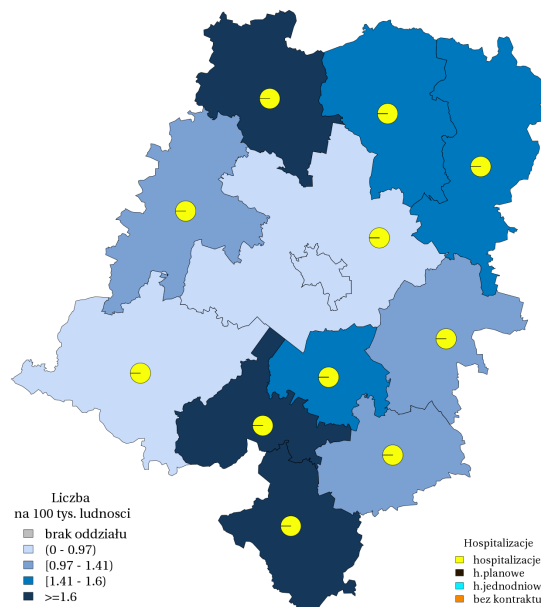 Liczba
na 100 tys. ludnosci
brak oddziału
(0 - 0.97)
[0.97 - 1.41)
[1.41 - 1.6)
>=1.6
Hospitalizacje
hospitalizacje
h.planowe
h.jednodniow
bez kontraktu